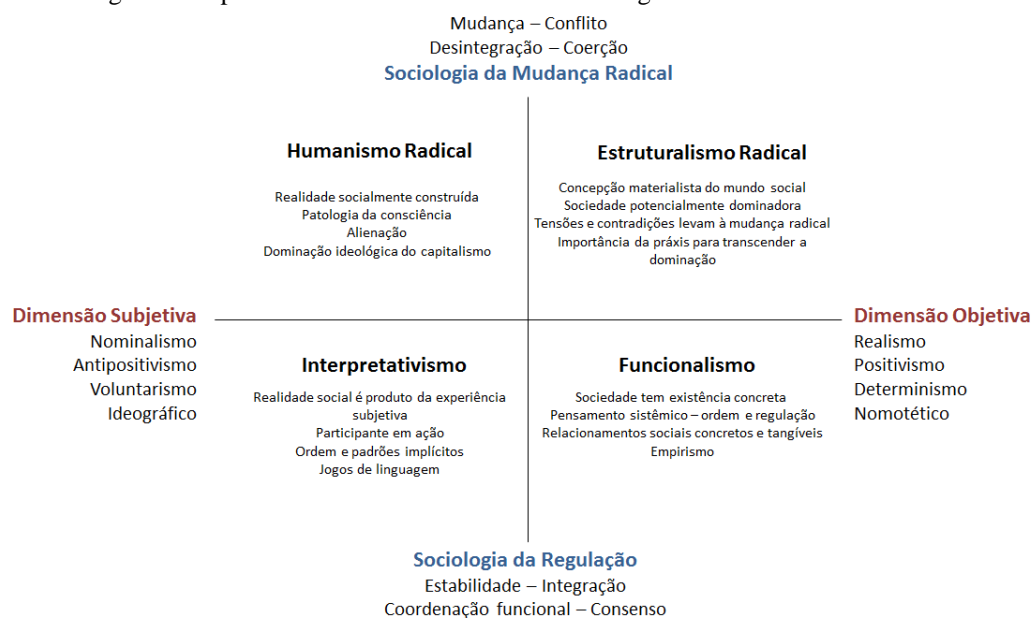 Mudança – Conflito
Desintegração – Coerção
Sociologia da Mudança Radical
Humanismo Radical
Realidade socialmente construída
Patologia da consciência
Alienação
Dominação ideológica do capitalismo
Estruturalismo Radical
Concepção materialista do mundo social
Sociedade potencialmente dominadora
Tensões e contradições levam à mudança radical
Importância da práxis para transcender a
dominação
Dimensão Subjetiva
Nominalismo
Antipositivismo
Voluntarismo
Ideográfico
Dimensão Objetiva
Realismo
Positivismo
Determinismo
Nomotético
Interpretativismo
Realidade social é produto da experiência
subjetiva
Participante em ação
Ordem e padrões implícitos
Jogos de linguagem
Funcionalismo
Sociedade tem existência concreta
Pensamento sistêmico – ordem e regulação
Relacionamentos sociais concretos e tangíveis
Empirismo
Sociologia da Regulação
Estabilidade – Integração
Coordenação funcional – Consenso